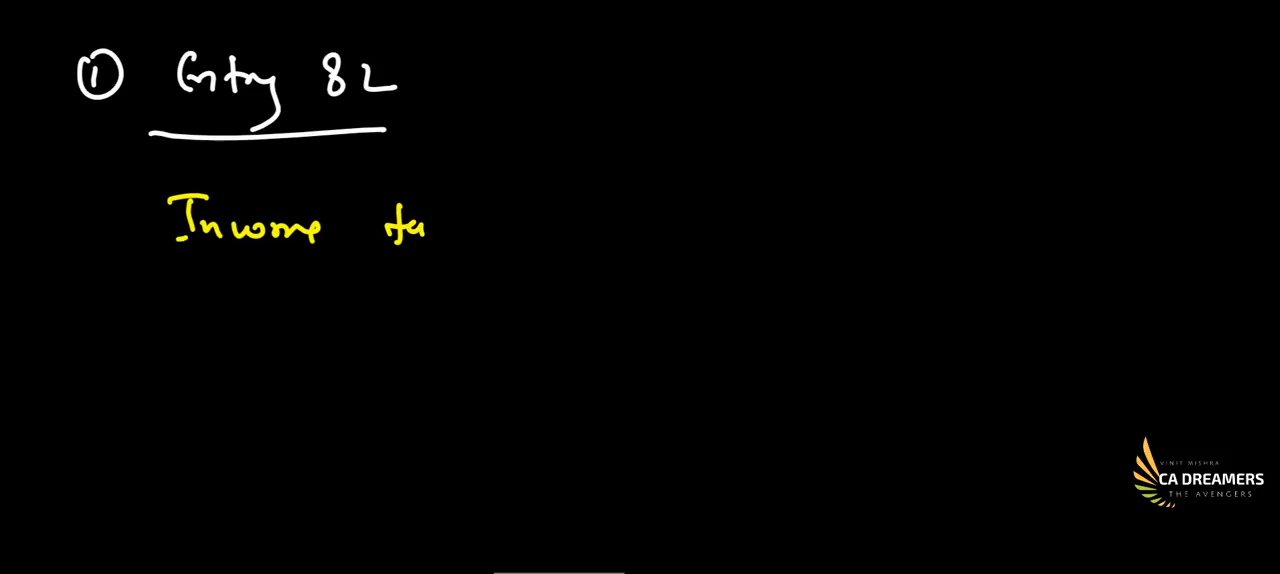 ① Entry 82
Income ta
VINIT MISHRA
CA DREAMERS
THE AVENGERS